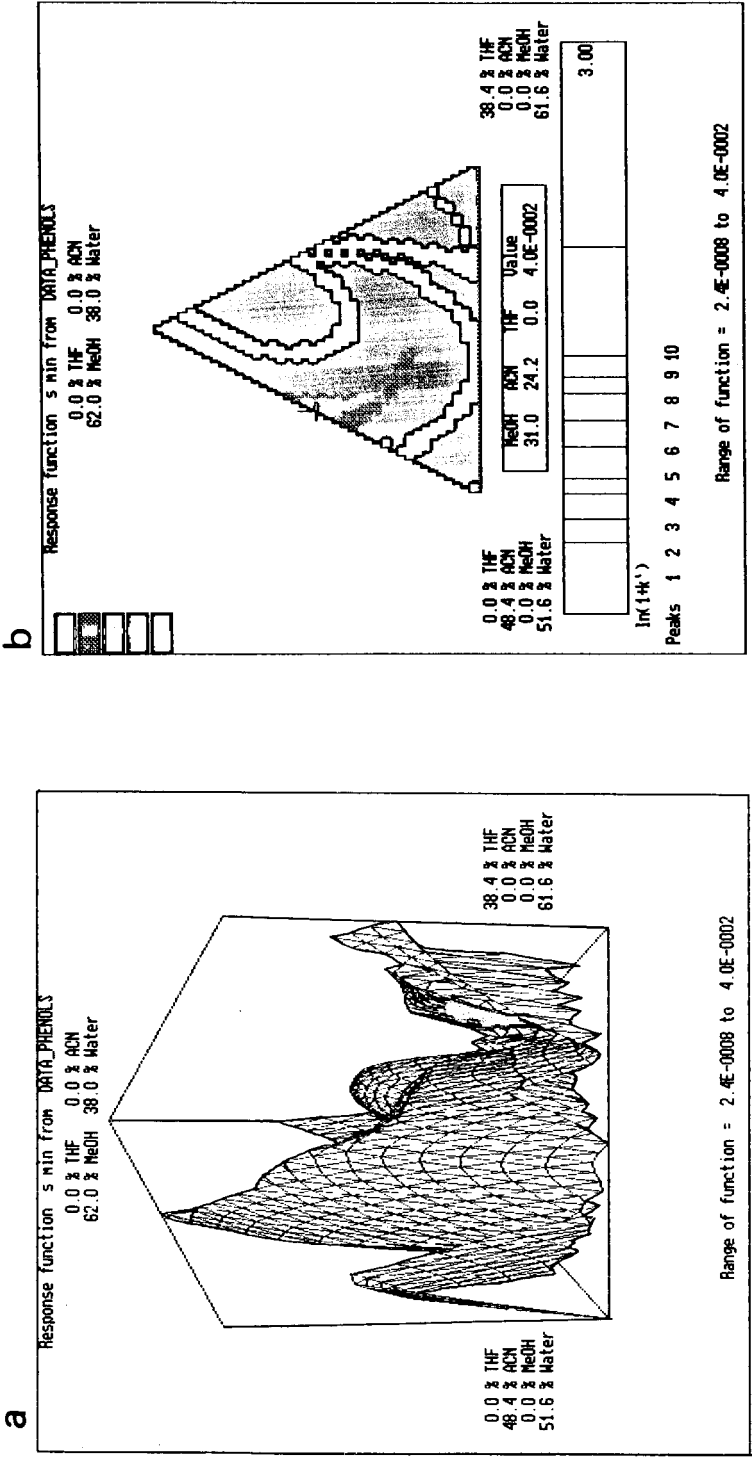 a
Response function s min from DATA_PHENOLS
0.0 % THF 0.0 % ACN
62.0 % MeOH 38.0 % Water
0.0 % THF
48.4 % ACN
0.0 % MeOH
51.6 % Water
38.4 % THF
0.0 % ACN
0.0 % MeOH
61.6 % Water
Range of function = 2.4E-0008 to 4.0E-0002
b
Response function s min from DATA_PHENOLS
0.0 % THF 0.0 % ACN
62.0 % MeOH 38.0 % Water
0.0 % THF
48.4 % ACN
0.0 % MeOH
51.6 % Water
MeOH ACN THF Value
31.0 24.2 0.0 4.0E-0002
38.4 % THF
0.0 % ACN
0.0 % MeOH
61.6 % Water
3.00
ln(1+k')
Peaks 1 2 3 4 5 6 7 8 9 10
Range of function = 2.4E-0008 to 4.0E-0002